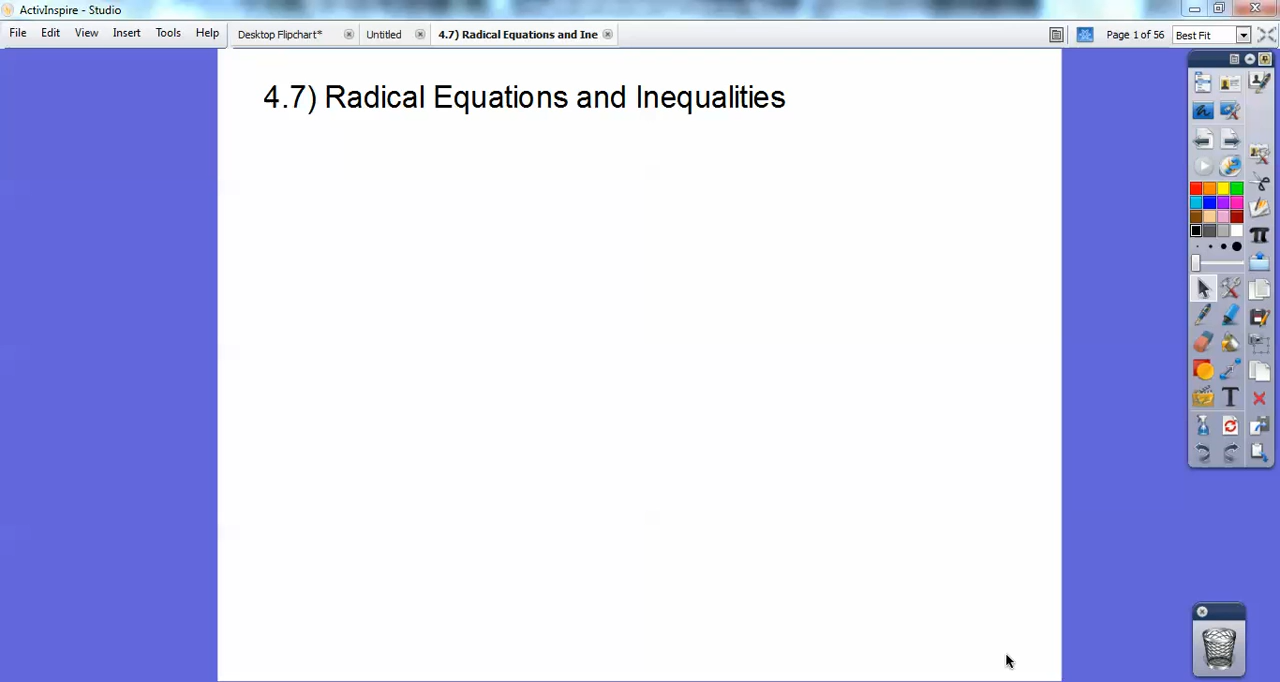 ActivInspire - Studio
File Edit View Insert Tools Help
Desktop Flipchart* Untitled 4.7) Radical Equations and Ine Page 1 of 56 Best Fit
4.7) Radical Equations and Inequalities
T